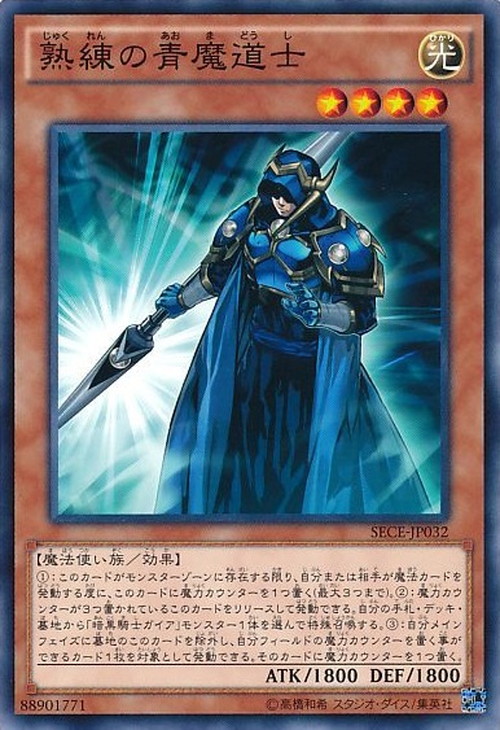 熟練の青魔道士
光
SECE-JP032
【魔法使い族/効果】
①:このカードがモンスターゾーンに存在する限り、自分または相手が魔法カードを
発動する度に、このカードに魔力カウンターを1つ置く(最大3つまで)。②:魔力カウ
ンターが3つ置かれているこのカードをリリースして発動できる。自分の手札・デッキ・
墓地から「暗黒騎士ガイア」モンスター1体を選んで特殊召喚する。③:自分メイン
フェイズに墓地のこのカードを除外し、自分フィールドの魔力カウンターを置く事が
できるカード1枚を対象として発動できる。そのカードに魔力カウンターを1つ置く。
ATK/1800 DEF/1800
88901771
©高橋和希 スタジオ・ダイス/集英社